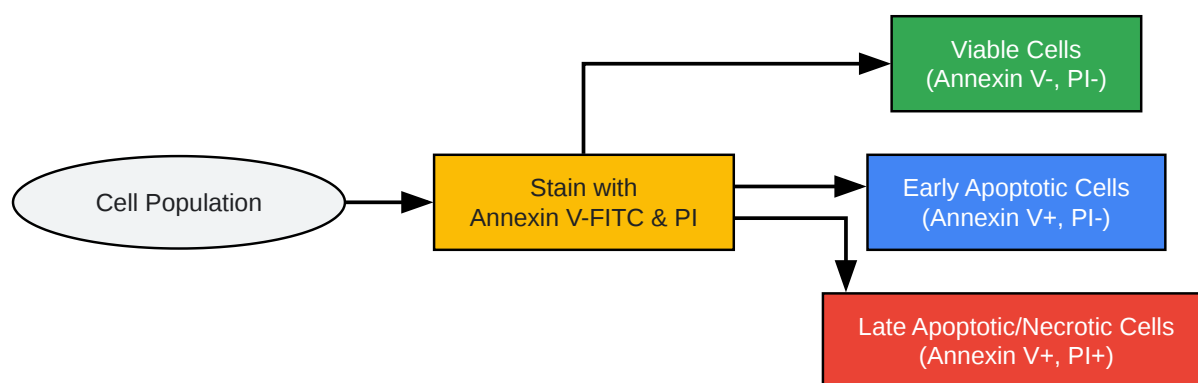 Cell Population
Stain with
Annexin V-FITC & PI
Viable Cells
(Annexin V-, PI-)
Early Apoptotic Cells
(Annexin V+, PI-)
Late Apoptotic/Necrotic Cells
(Annexin V+, PI+)